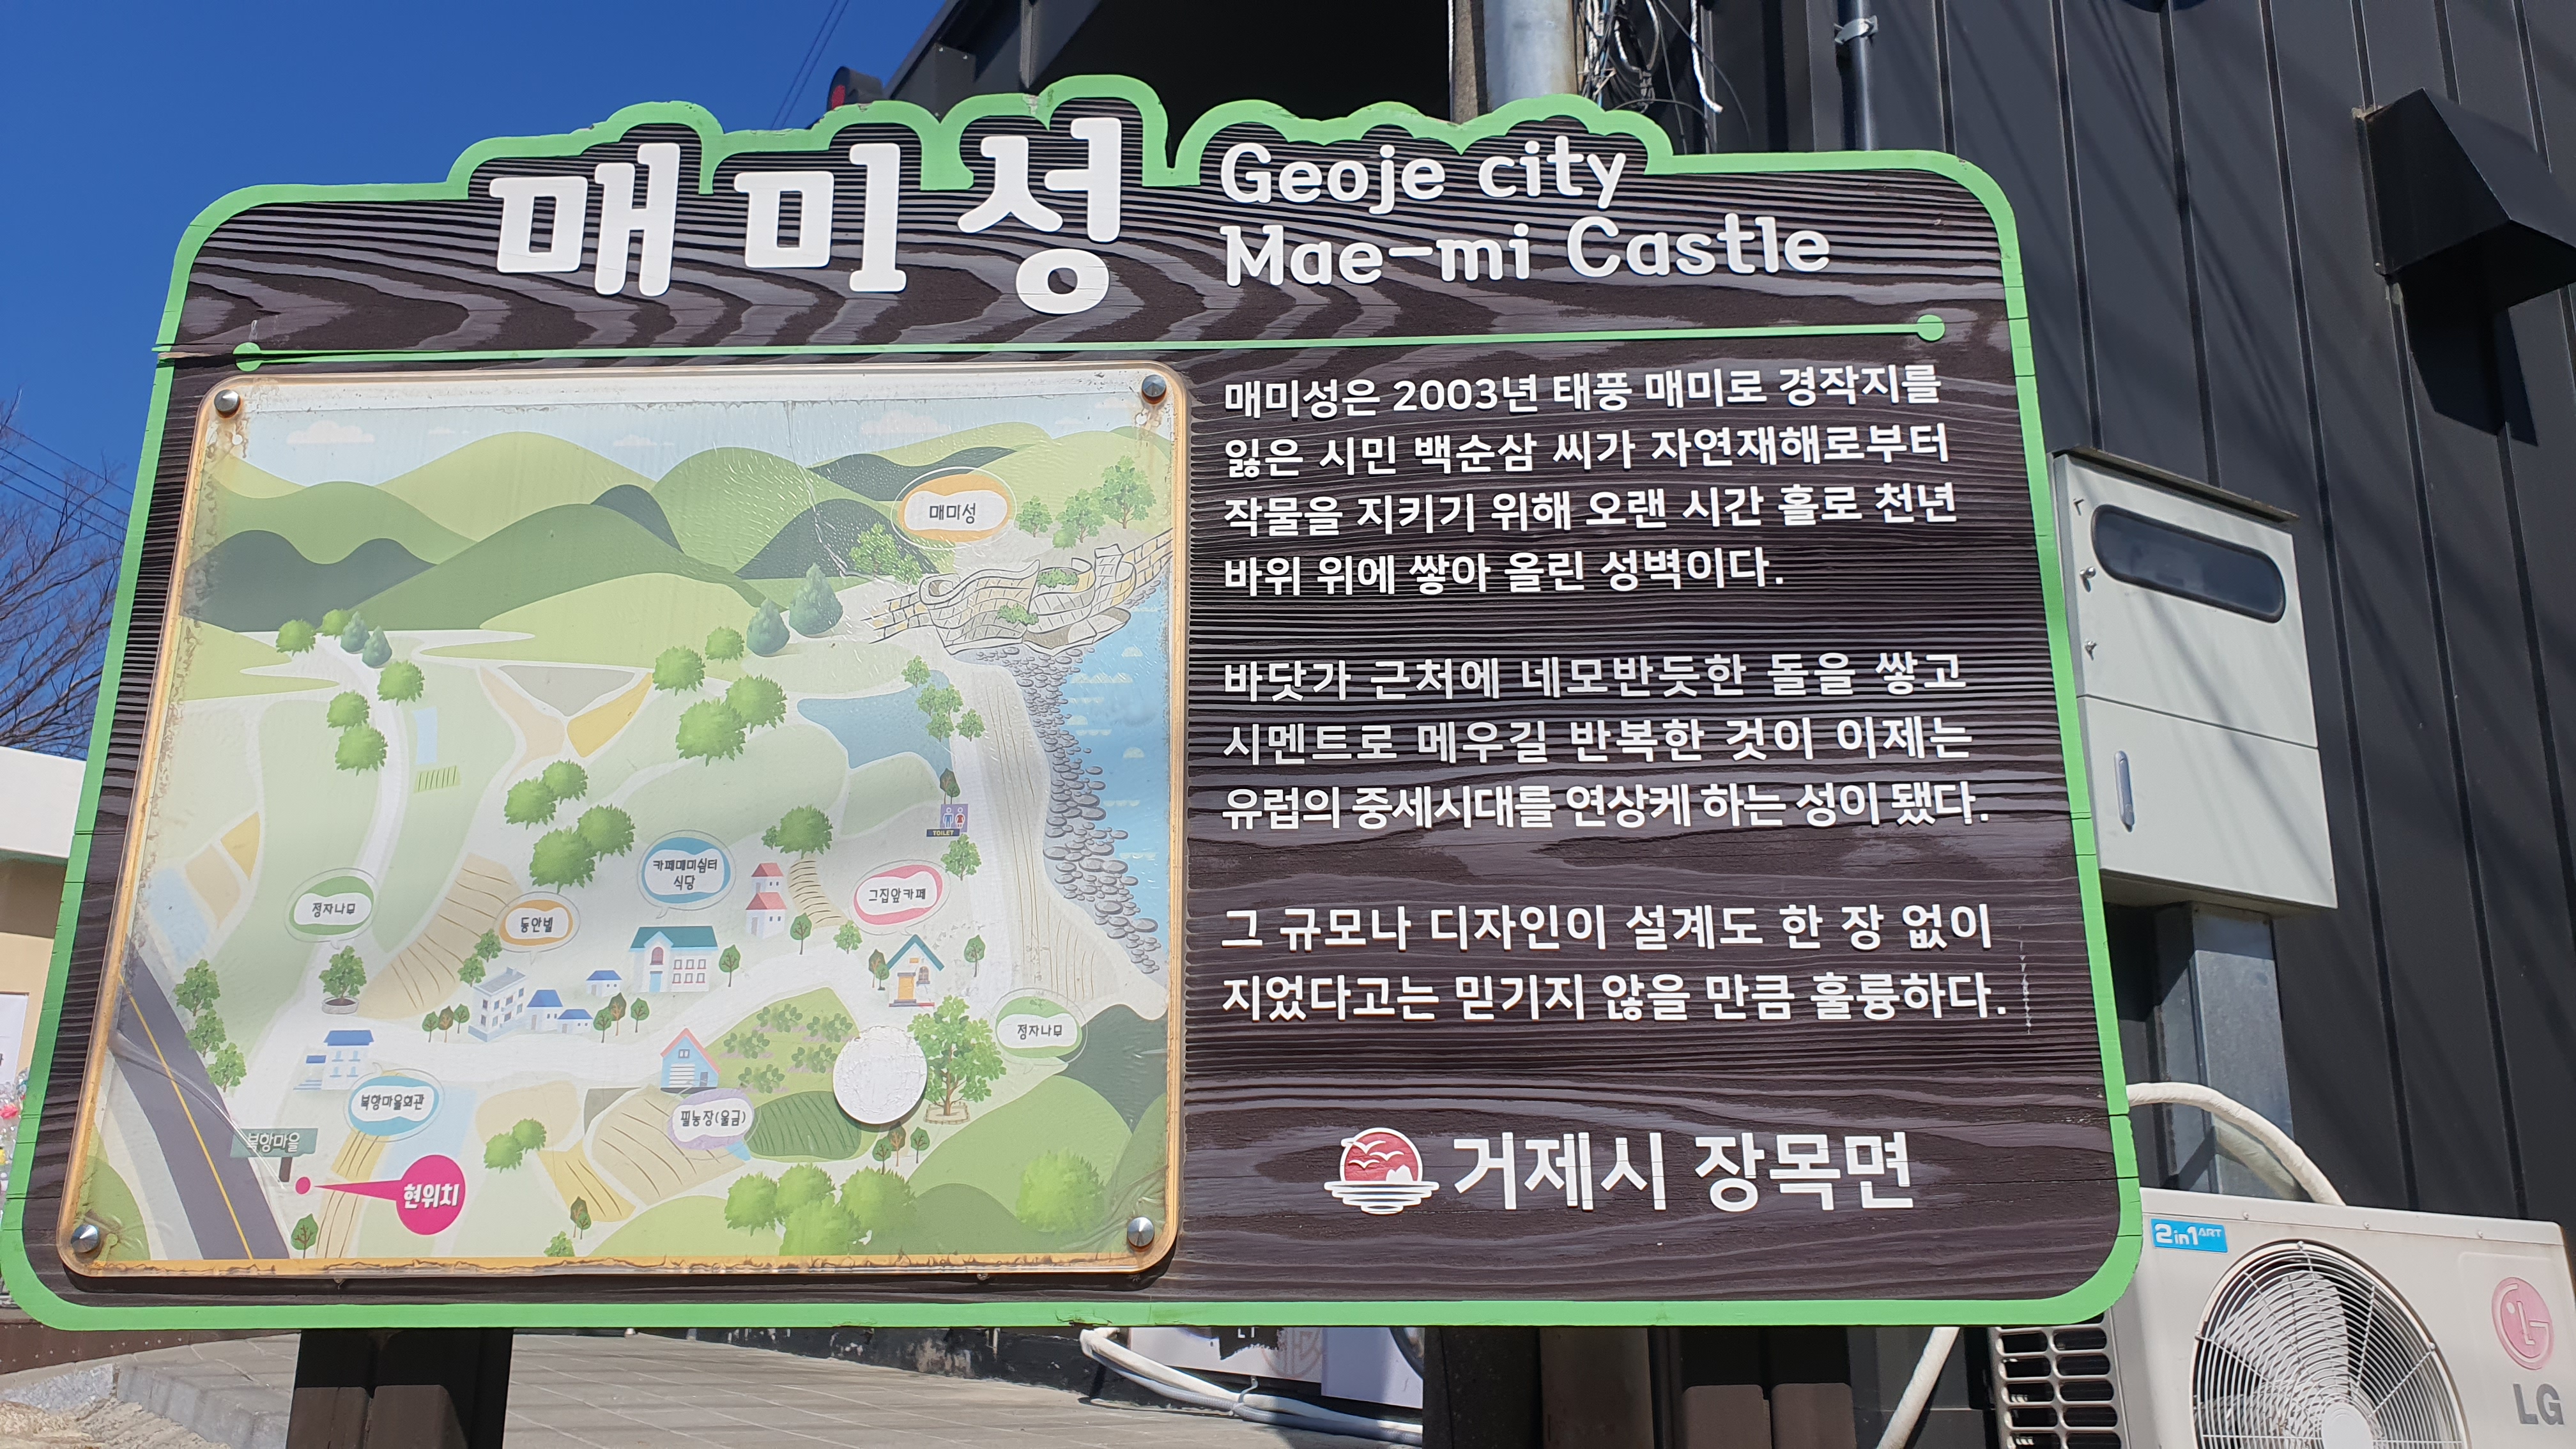 매미성
Geoje city
Mae-mi Castle
매미성은 2003년 태풍 매미로 경작지를
잃은 시민 백순삼 씨가 자연재해로부터
작물을 지키기 위해 오랜 시간 홀로 천년
바위 위에 쌓아 올린 성벽이다.
바닷가 근처에 네모반듯한 돌을 쌓고
시멘트로 메우길 반복한 것이 이제는
유럽의 중세시대를 연상케 하는 성이 됐다.
그 규모나 디자인이 설계도 한 장 없이
지었다고는 믿기지 않을 만큼 훌륭하다.
거제시 장목면
매미성
TOILET
카페매미쉼터
식당
그집앞카페
정자나무
동안넬
정자나무
북항마을회관
필농장(울금)
북항마을
현위치
2in1 ART
LG